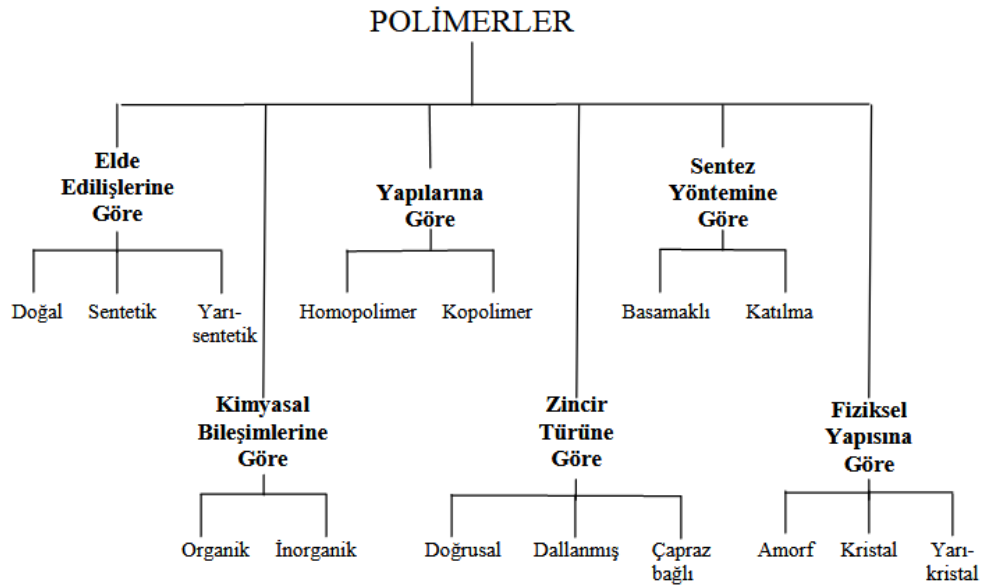 POLİMERLER
Elde
Edilişlerine
Göre
Doğal
Sentetik
Yarı-
sentetik
Kimyasal
Bileşimlerine
Göre
Organik
İnorganik
Yapılarına
Göre
Homopolimer
Kopolimer
Zincir
Türüne
Göre
Doğrusal
Dallanmış
Çapraz
bağlı
Sentez
Yöntemine
Göre
Basamaklı
Katılma
Fiziksel
Yapısına
Göre
Amorf
Kristal
Yarı-
kristal